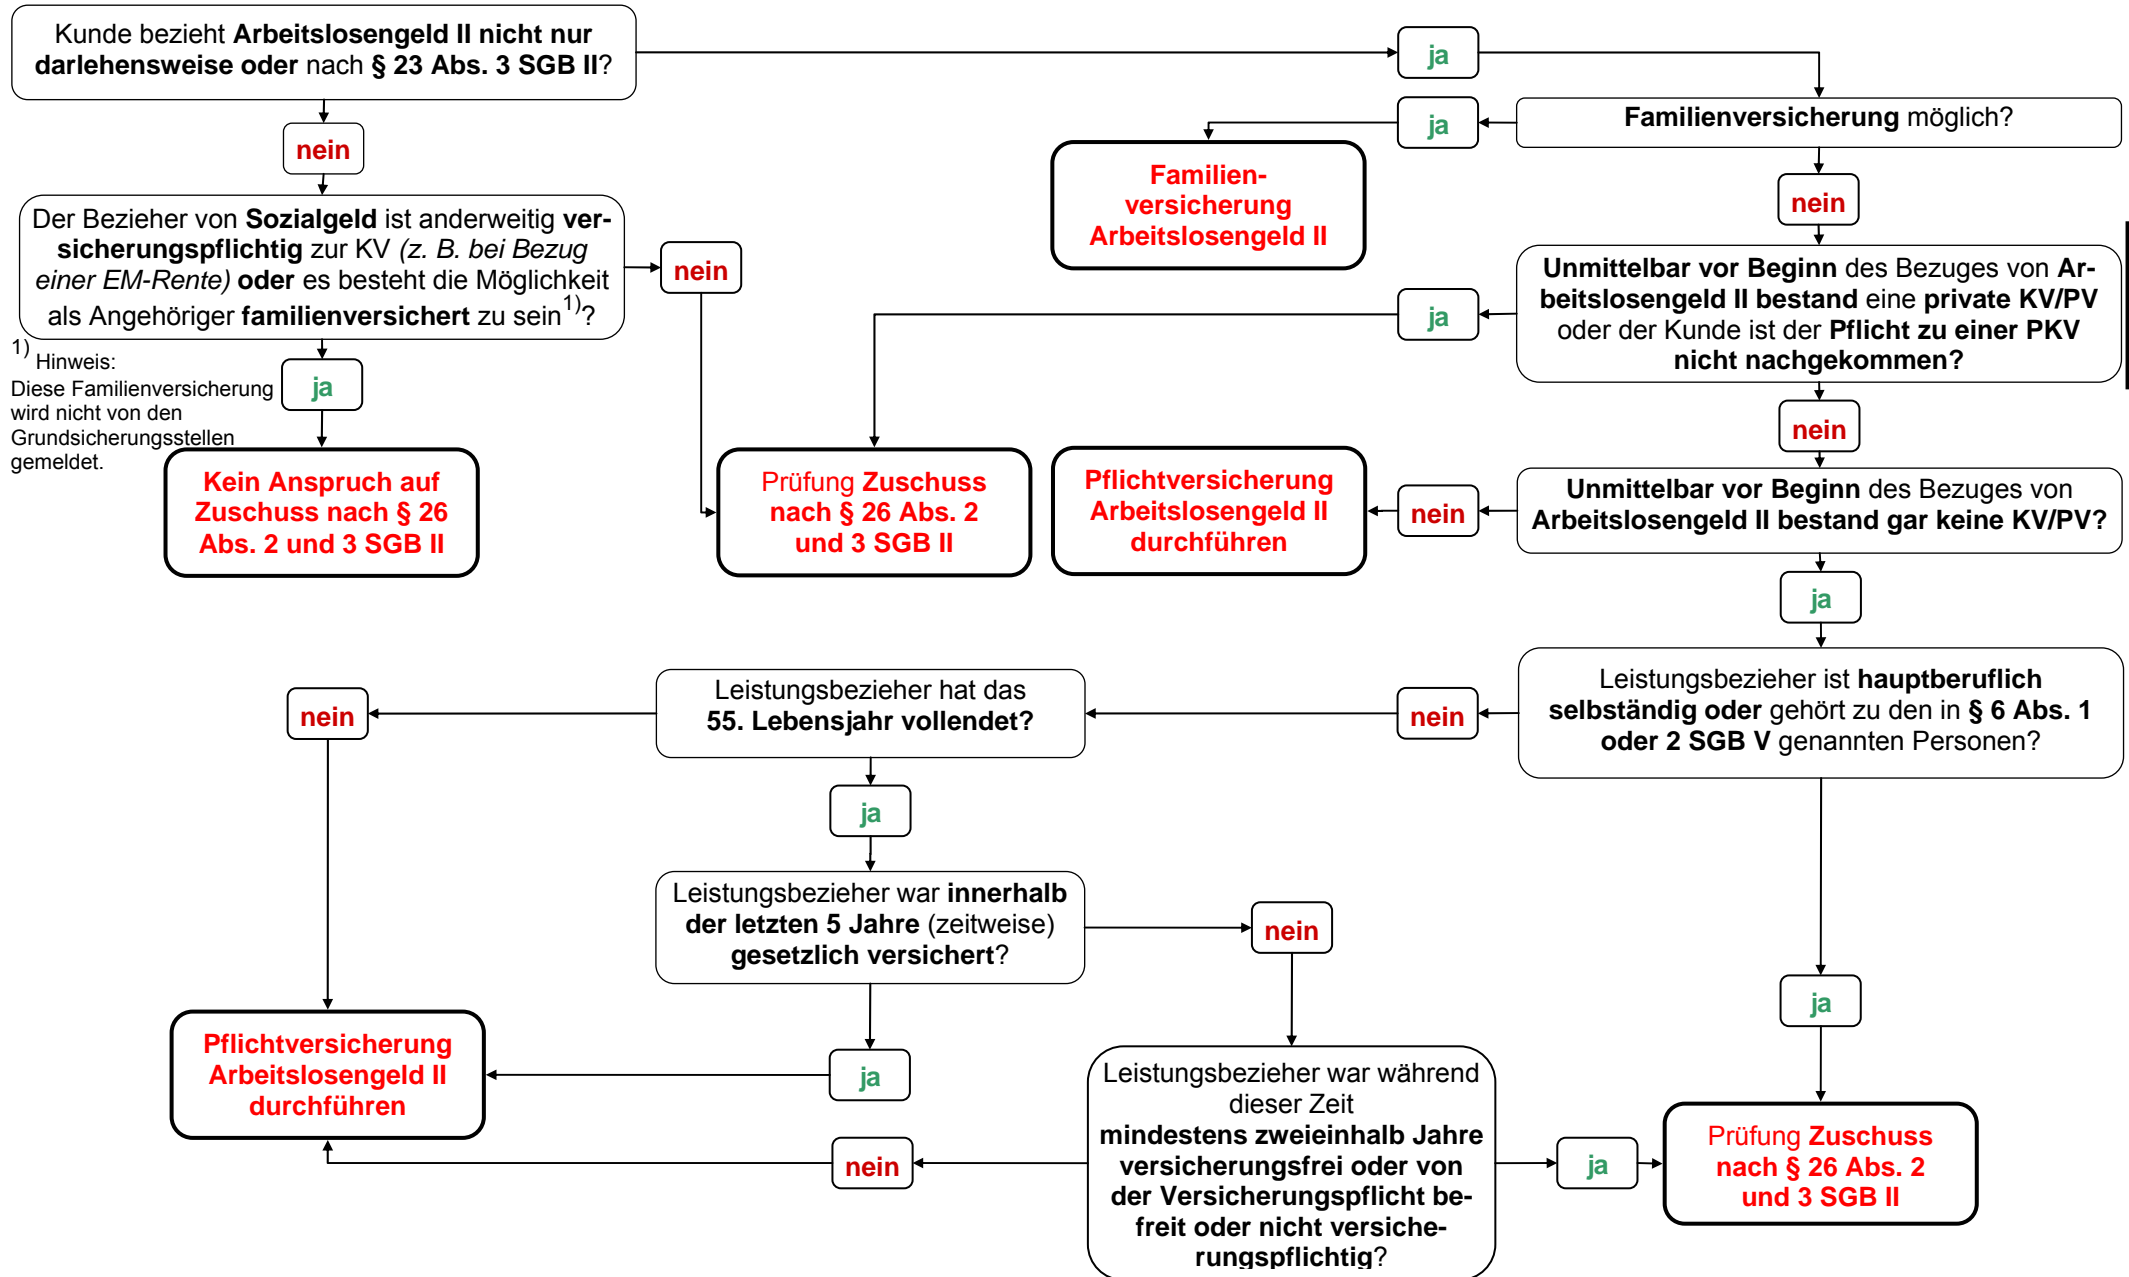 Kunde bezieht Arbeitslosengeld II nicht nur
darlehensweise oder nach § 23 Abs. 3 SGB II?
ja
Familienversicherung möglich?
ja
nein
Familien-
versicherung
Arbeitslosengeld II
nein
Der Bezieher von Sozialgeld ist anderweitig ver-
sicherungspflichtig zur KV (z. B. bei Bezug
einer EM-Rente) oder es besteht die Möglichkeit
als Angehöriger familienversichert zu sein1)?
nein
Unmittelbar vor Beginn des Bezuges von Ar-
beitslosengeld II bestand eine private KV/PV
oder der Kunde ist der Pflicht zu einer PKV
nicht nachgekommen?
ja
1) Hinweis:
Diese Familienversicherung
wird nicht von den
Grundsicherungsstellen
gemeldet.
ja
nein
Kein Anspruch auf
Zuschuss nach § 26
Abs. 2 und 3 SGB II
Prüfung Zuschuss
nach § 26 Abs. 2
und 3 SGB II
Pflichtversicherung
Arbeitslosengeld II
durchführen
nein
Unmittelbar vor Beginn des Bezuges von
Arbeitslosengeld II bestand gar keine KV/PV?
ja
Leistungsbezieher ist hauptberuflich
selbständig oder gehört zu den in § 6 Abs. 1
oder 2 SGB V genannten Personen?
nein
Leistungsbezieher hat das
55. Lebensjahr vollendet?
nein
ja
Leistungsbezieher war innerhalb
der letzten 5 Jahre (zeitweise)
gesetzlich versichert?
nein
ja
ja
Pflichtversicherung
Arbeitslosengeld II
durchführen
Leistungsbezieher war während
dieser Zeit
mindestens zweieinhalb Jahre
versicherungsfrei oder von
der Versicherungspflicht be-
freit oder nicht versiche-
rungspflichtig?
nein
ja
Prüfung Zuschuss
nach § 26 Abs. 2
und 3 SGB II